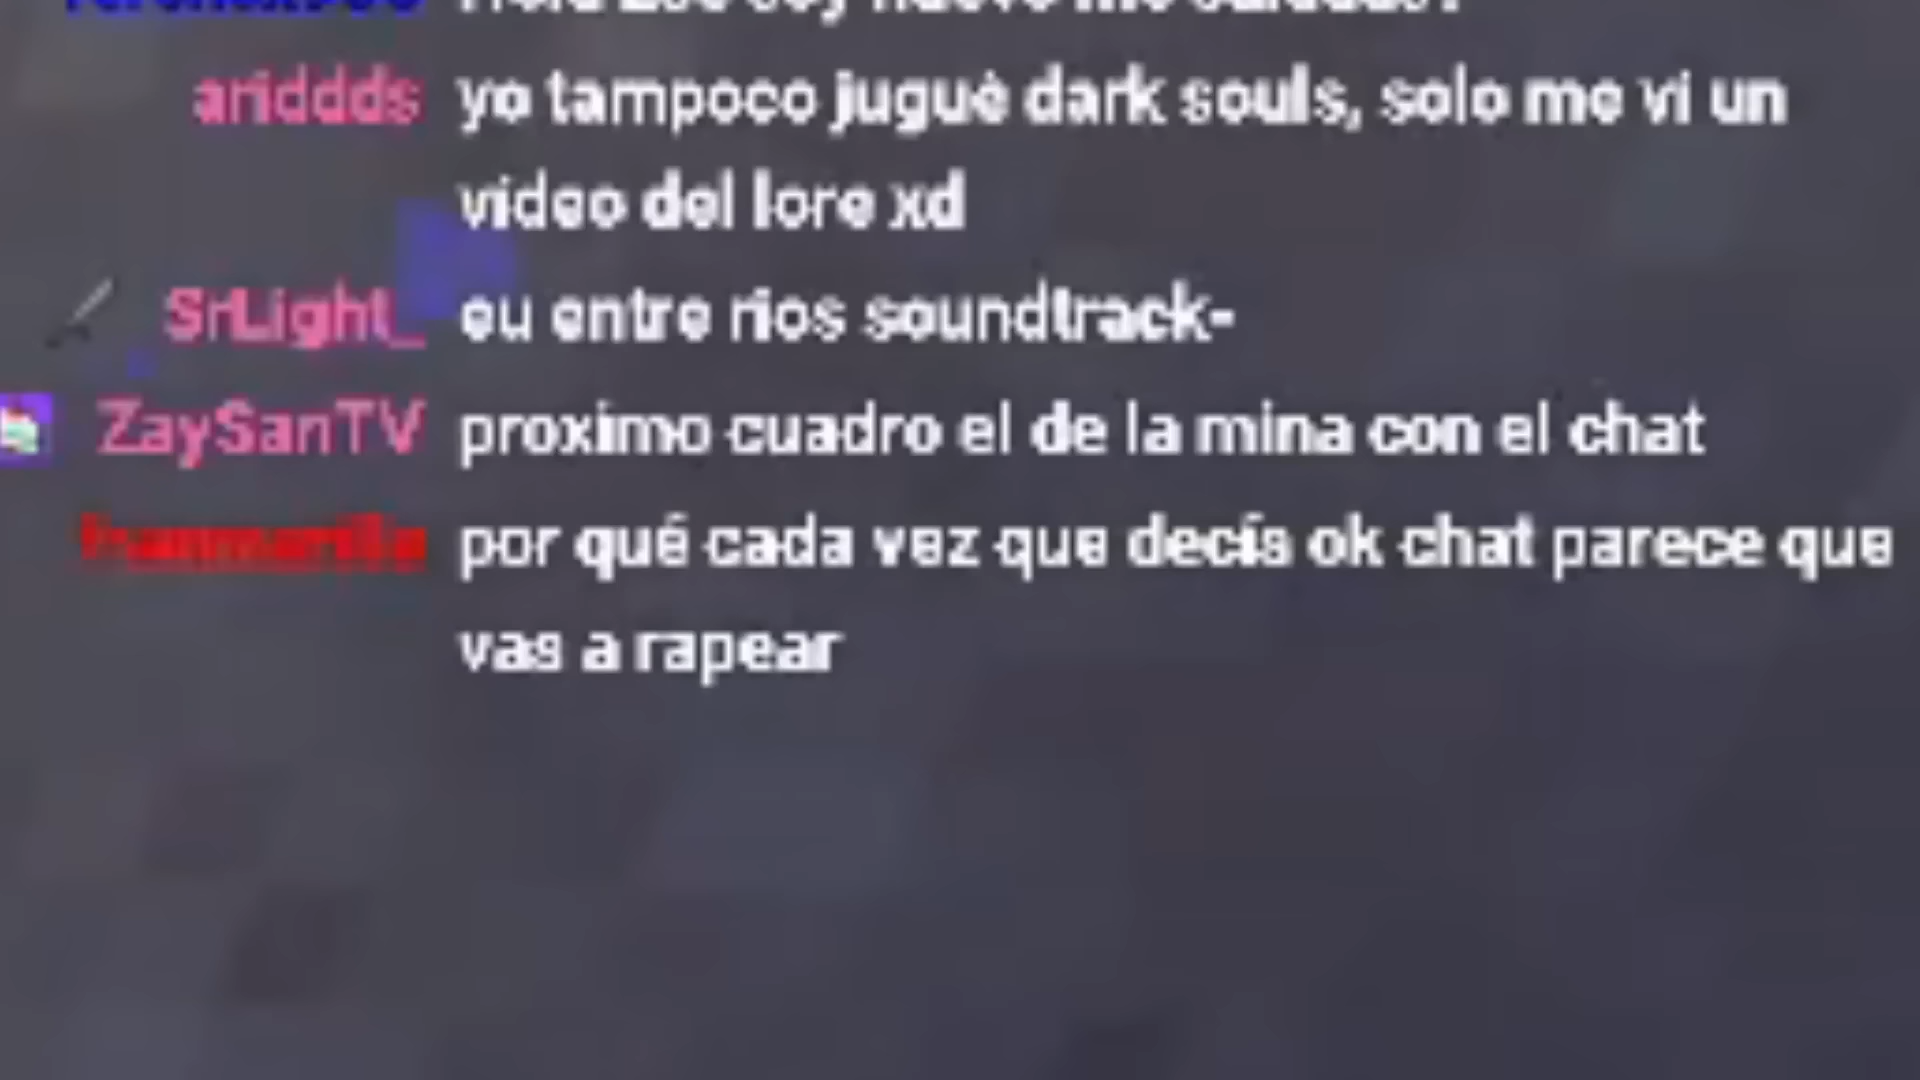 ariddds yo tampoco jugué dark souls, solo me vi un
video del lore xd
SrLight_ eu entre rios soundtrack-
ZaySanTV proximo cuadro el de la mina con el chat
por qué cada vez que decís ok chat parece que
vas a rapear